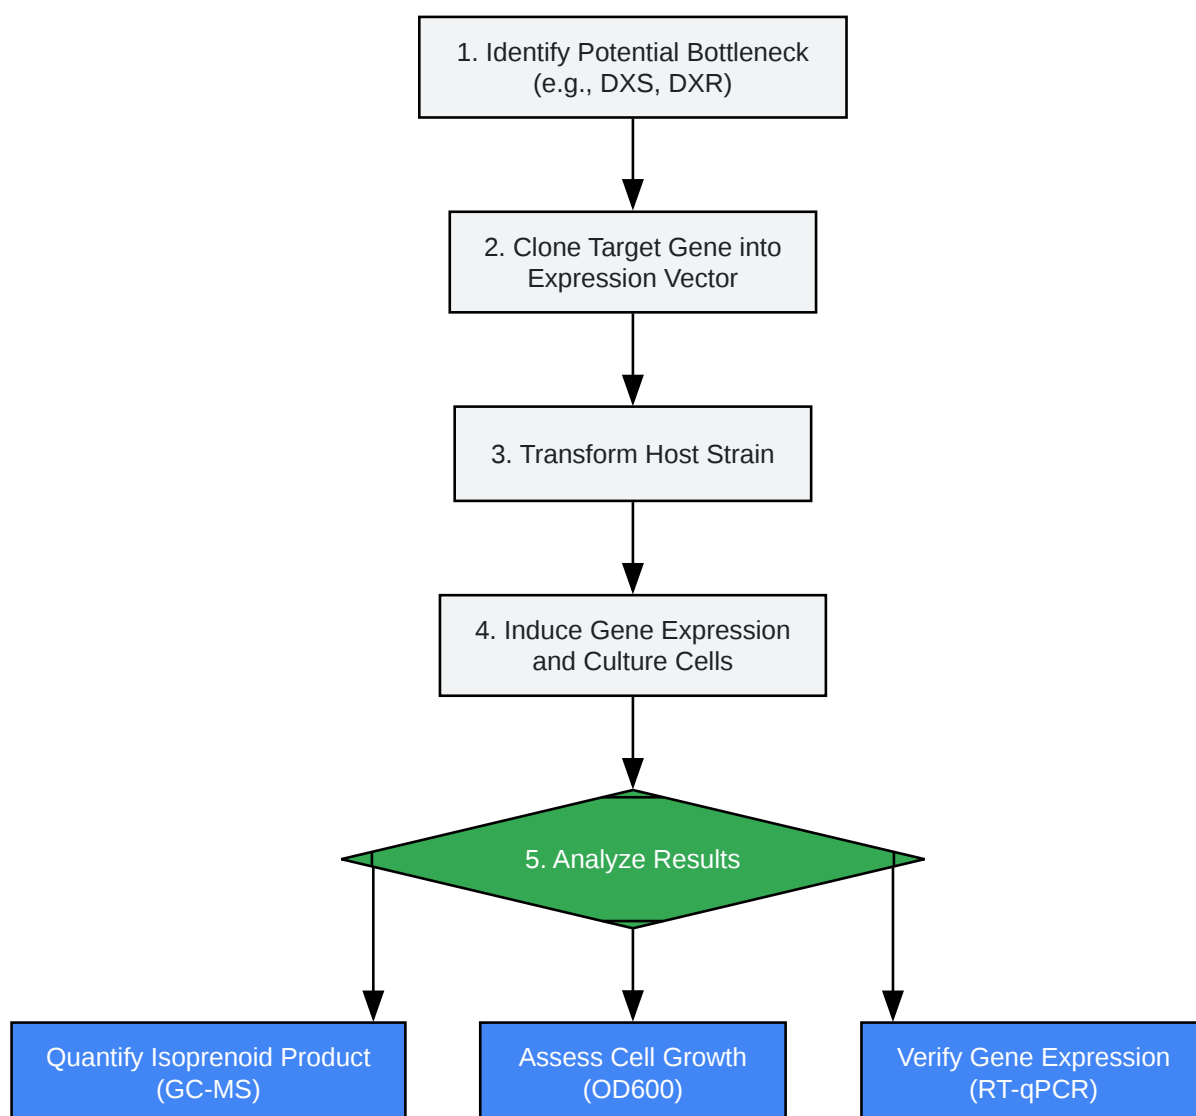 1. Identify Potential Bottleneck
(e.g., DXS, DXR)
2. Clone Target Gene into
Expression Vector
3. Transform Host Strain
4. Induce Gene Expression
and Culture Cells
5. Analyze Results
Quantify Isoprenoid Product
(GC-MS)
Assess Cell Growth
(OD600)
Verify Gene Expression
(RT-qPCR)